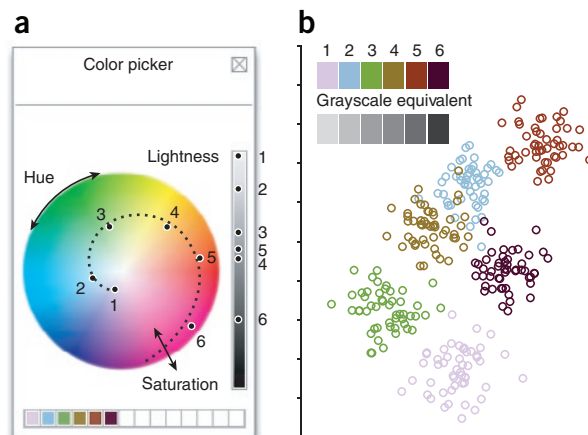 a
Color picker
Lightness
1
2
3
5
4
6
Hue
3
4
5
2
1
6
Saturation
b
1 2 3 4 5 6
Grayscale equivalent